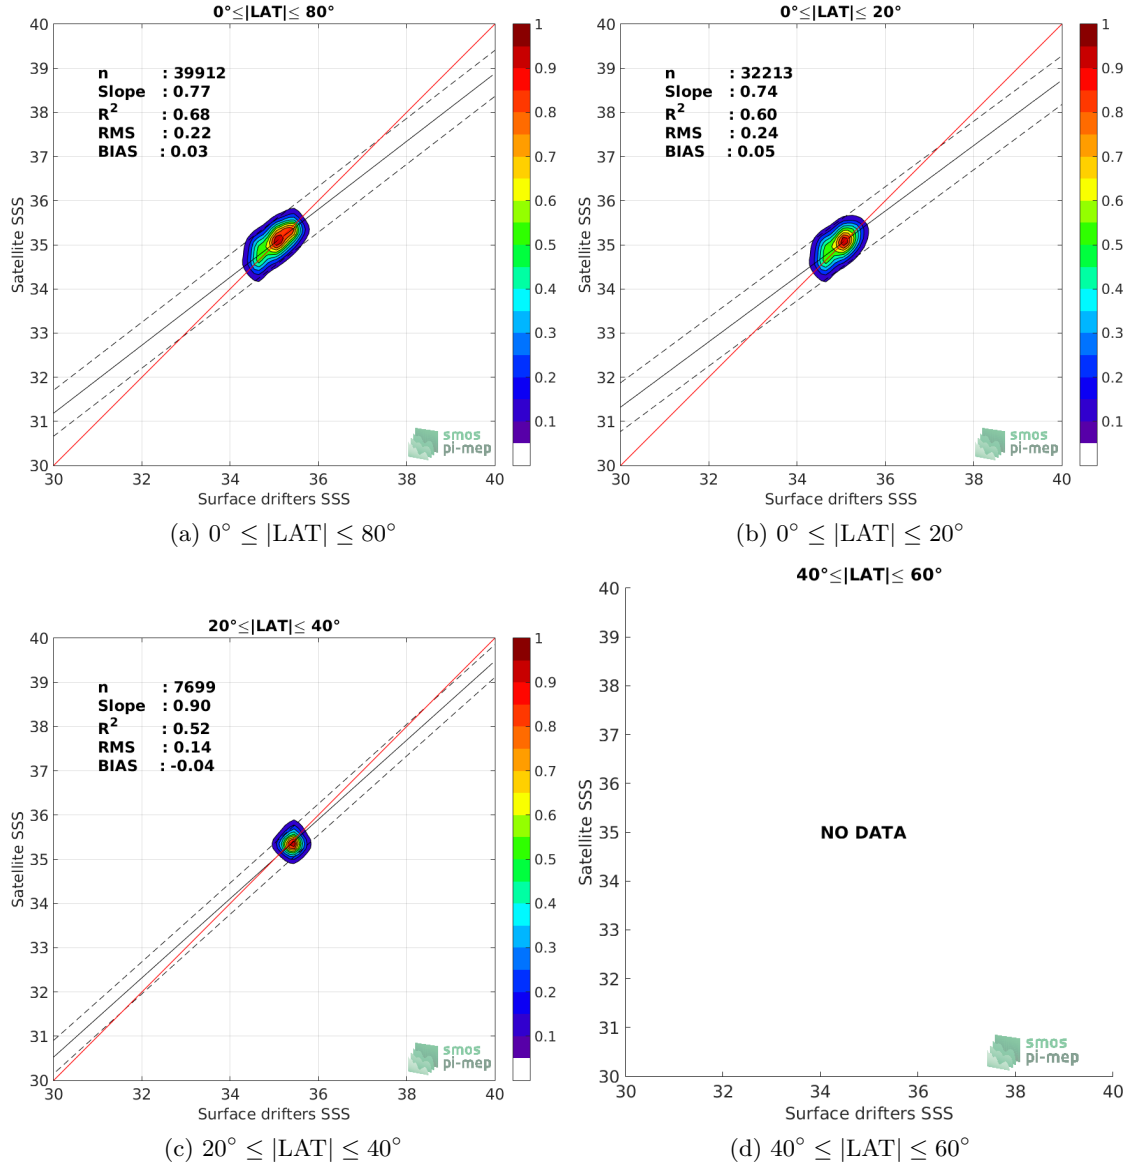 0°≤|LAT|≤ 80°
n : 39912
Slope : 0.77
R² : 0.68
RMS : 0.22
BIAS : 0.03
Satellite SSS
40
39
38
37
36
35
34
33
32
31
30
30 32 34 36 38 40
Surface drifters SSS
1
0.9
0.8
0.7
0.6
0.5
0.4
0.3
0.2
0.1
smos
pi-mep
(a) 0° ≤ |LAT| ≤ 80°
0°≤|LAT|≤ 20°
n : 32213
Slope : 0.74
R² : 0.60
RMS : 0.24
BIAS : 0.05
Satellite SSS
40
39
38
37
36
35
34
33
32
31
30
30 32 34 36 38 40
Surface drifters SSS
1
0.9
0.8
0.7
0.6
0.5
0.4
0.3
0.2
0.1
smos
pi-mep
(b) 0° ≤ |LAT| ≤ 20°
20°≤|LAT|≤ 40°
n : 7699
Slope : 0.90
R² : 0.52
RMS : 0.14
BIAS : -0.04
Satellite SSS
40
39
38
37
36
35
34
33
32
31
30
30 32 34 36 38 40
Surface drifters SSS
1
0.9
0.8
0.7
0.6
0.5
0.4
0.3
0.2
0.1
smos
pi-mep
(c) 20° ≤ |LAT| ≤ 40°
40°≤|LAT|≤ 60°
Satellite SSS
40
39
38
37
36
35
34
33
32
31
30
NO DATA
30 32 34 36 38 40
Surface drifters SSS
smos
pi-mep
(d) 40° ≤ |LAT| ≤ 60°